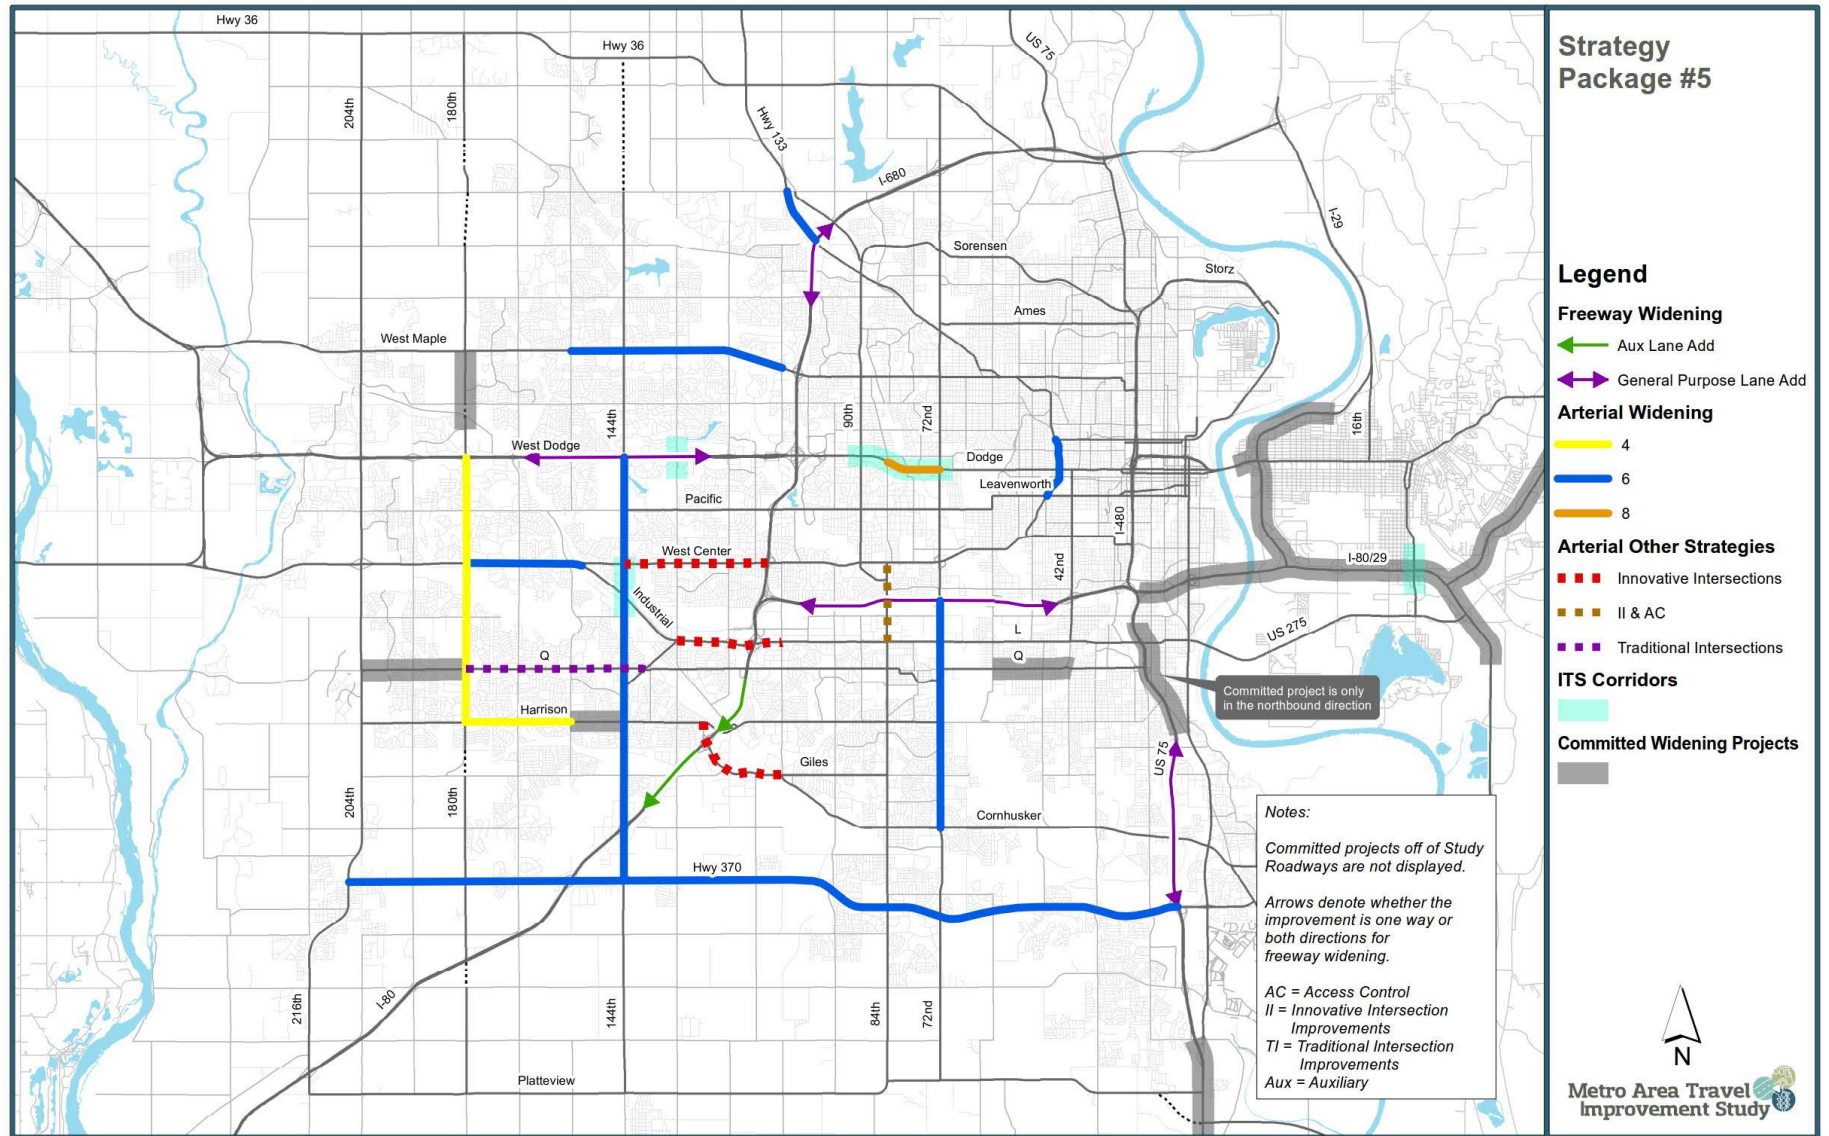 Hwy 36
Hwy 36
US 75
204th
180th
Hwy 133
I-680
I-29
Sorensen
Storz
Ames
West Maple
144th
90th
72nd
16th
West Dodge
Dodge
Leavenworth
Pacific
I-480
West Center
42nd
I-80/29
Industrial
L
US 275
Q
Q
Committed project is only
in the northbound direction
Harrison
US 75
Giles
204th
180th
Cornhusker
Hwy 370
I-80
216th
144th
84th
72nd
Platteview
Notes:
Committed projects off of Study
Roadways are not displayed.
Arrows denote whether the
improvement is one way or
both directions for
freeway widening.
AC = Access Control
II = Innovative Intersection
Improvements
TI = Traditional Intersection
Improvements
Aux = Auxiliary
Strategy
Package #5
Legend
Freeway Widening
Aux Lane Add
General Purpose Lane Add
Arterial Widening
4
6
8
Arterial Other Strategies
Innovative Intersections
II & AC
Traditional Intersections
ITS Corridors
Committed Widening Projects
N
Metro Area Travel
Improvement Study